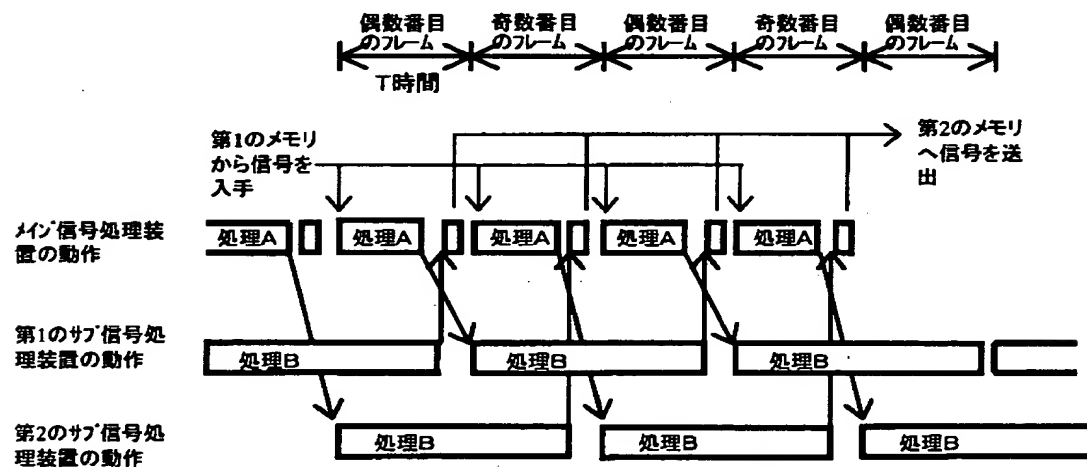 偶数番目
のフレーム
奇数番目
のフレーム
偶数番目
のフレーム
奇数番目
のフレーム
偶数番目
のフレーム
T時間
第1のメモリ
から信号を
入手
第2のメモリ
へ信号を送
出
メイン信号処理装
置の動作
処理A
処理A
処理A
処理A
処理A
第1のサブ信号処
理装置の動作
処理B
処理B
処理B
第2のサブ信号処
理装置の動作
処理B
処理B
処理B